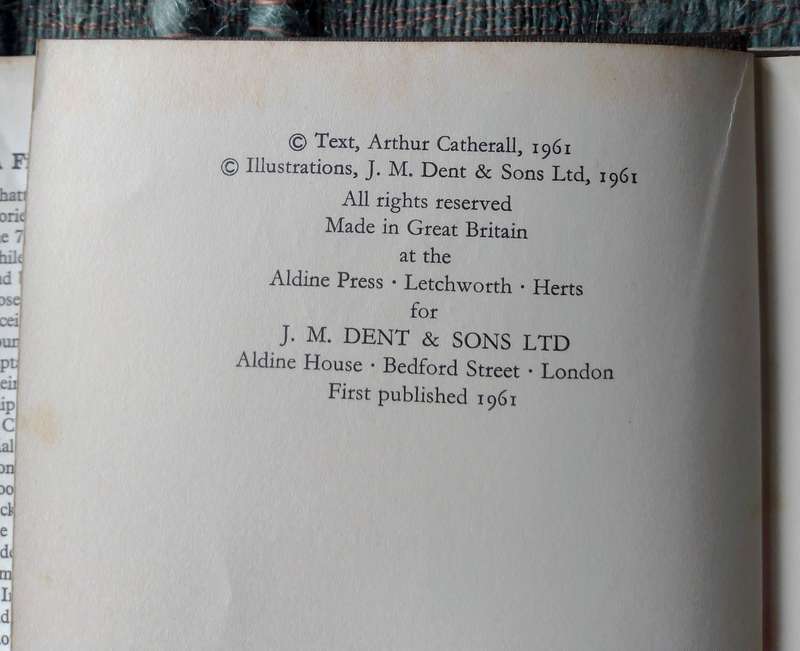 © Text, Arthur Catherall, 1961
© Illustrations, J. M. Dent & Sons Ltd, 1961
All rights reserved
Made in Great Britain
at the
Aldine Press · Letchworth · Herts
for
J. M. DENT & SONS LTD
Aldine House · Bedford Street · London
First published 1961